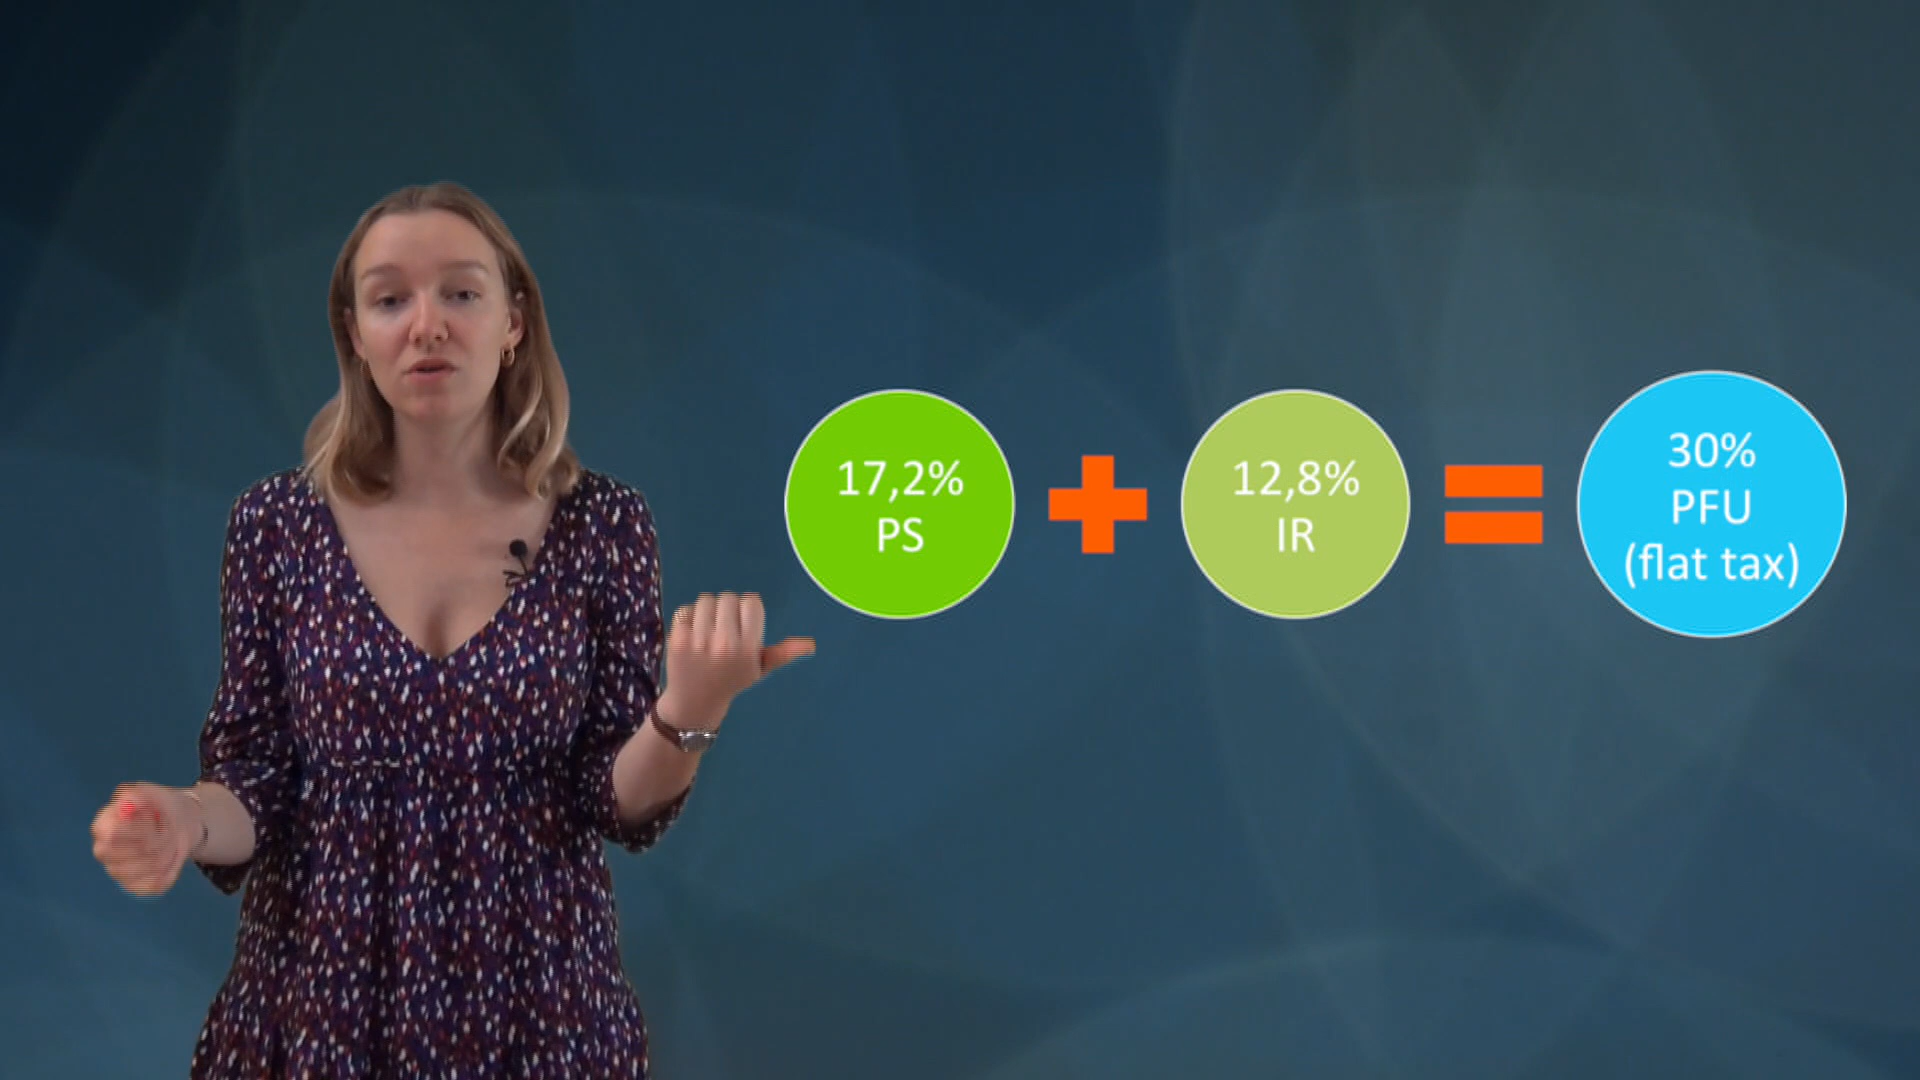 17,2%
PS
12,8%
IR
30%
PFU
(flat tax)